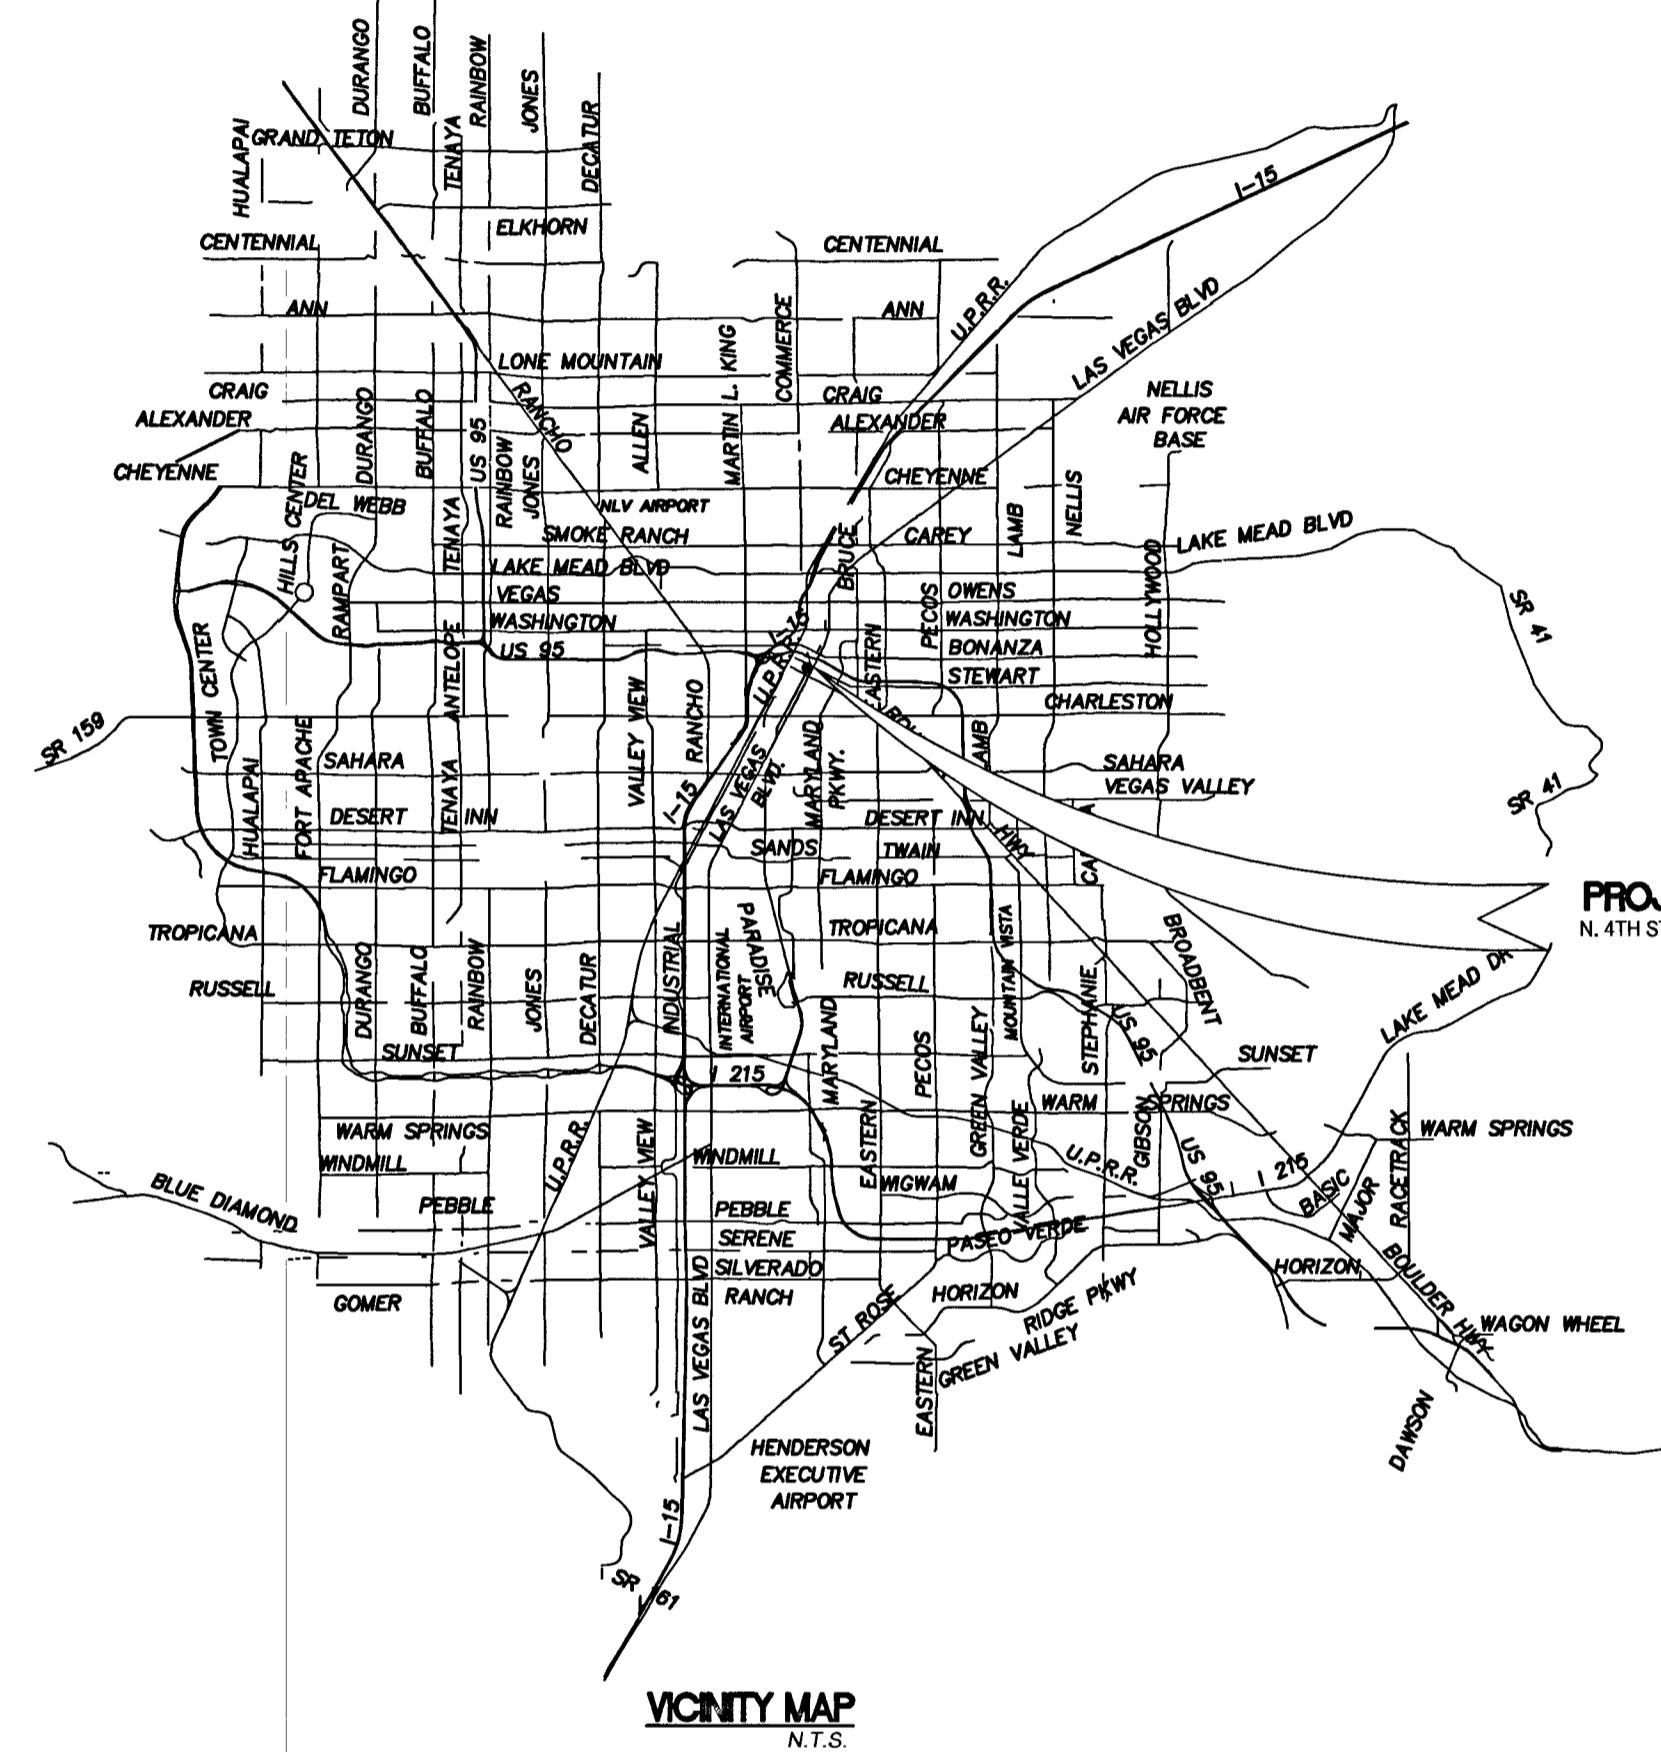 DURANGO
BUFFALO
RAINBOW
JONES
DECATUR
TENAYA
HUALAPAI
GRAND TETON
ELKHORN
CENTENNIAL
CENTENNIAL
I-15
U.P.R.R.
LAS VEGAS BLVD
ANN
ANN
COMMERCE
MARTIN L. KING
LONE MOUNTAIN
CRAIG
CRAIG
RANCHO
ALEXANDER
ALEXANDER
NELLIS
AIR FORCE
BASE
DURANGO
BUFFALO
US 95
RAINBOW
JONES
ALLEN
CHEYENNE
CHEYENNE
HILLS CENTER
DEL WEBB
NLV AIRPORT
LAMB
NELLIS
TENAYA
SMOKE RANCH
CAREY
LAKE MEAD BLVD
BRUCE
LAKE MEAD BLVD
RAMPART
VEGAS
OWENS
PECOS
HOLLYWOOD
SR 41
WASHINGTON
WASHINGTON
I-15
ANTELOPE
US 95
BONANZA
U.P.R.R.
EASTERN
STEWART
TOWN CENTER
CHARLESTON
SR 159
FORT APACHE
VALLEY VIEW
RANCHO
MARYLAND
PKWY.
LAS VEGAS
BLVD.
HUALAPAI
SAHARA
SAHARA
TENAYA
VEGAS VALLEY
SR 41
I-15
DESERT INN
DESERT INN
HWY
SANDS
TWAIN
FLAMINGO
FLAMINGO
N. 4TH
TROPICANA
TROPICANA
PARADISE
INDUSTRIAL
INTERNATIONAL
AIRPORT
MOUNTAIN VISTA
BROADBENT
DURANGO
BUFFALO
RAINBOW
JONES
DECATUR
RUSSELL
RUSSELL
STEPHANIE
LAKE MEAD DR
MARYLAND
PECOS
GREEN VALLEY
US 95
SUNSET
SUNSET
I 215
WARM SPRINGS
WARM SPRINGS
WARM SPRINGS
EASTERN
VALLEY VERDE
GIBSON
RACETRACK
U.P.R.R.
VALLEY VIEW
WINDMILL
WINDMILL
U.P.R.R.
US 95
I 215
BASIC
MAJOR
BLUE DIAMOND
WIGWAM
PEBBLE
PEBBLE
SERENE
PASEO VERDE
SILVERADO
RANCH
HORIZON
HORIZON
BOULDER HWY
GOMER
LAS VEGAS BLVD
ST ROSE
RIDGE PKWY
GREEN VALLEY
WAGON WHEEL
EASTERN
DAWSON
HENDERSON
EXECUTIVE
AIRPORT
I-15
SR 161
VICINITY MAP
N.T.S.